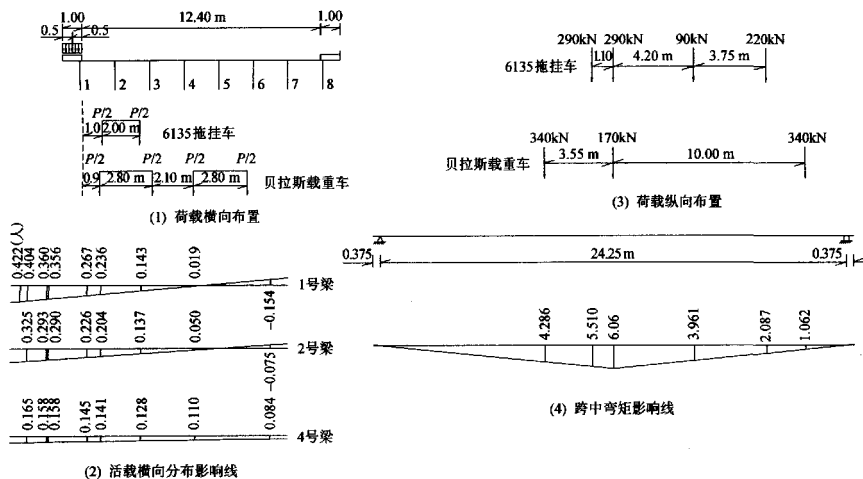 1.00
12.40 m
1.00
0.5
0.5
1 2 3 4 5 6 7 8
P/2 P/2
1.0 2.00 m
6135拖挂车
P/2 P/2 P/2 P/2
0.9 2.80 m 2.10 m 2.80 m
贝拉斯载重车
(1) 荷载横向布置
0.422(人) 0.404 0.360 0.356 0.267 0.236 0.143 0.019 -0.154
1号梁
0.325 0.293 0.290 0.226 0.204 0.137 0.050 -0.075
2号梁
0.165 0.158 0.158 0.145 0.141 0.128 0.110 0.084
4号梁
(2) 活载横向分布影响线
290kN 290kN 90kN 220kN
1.10 4.20 m 3.75 m
6135拖挂车
340kN 170kN 340kN
3.55 m 10.00 m
贝拉斯载重车
(3) 荷载纵向布置
0.375 24.25 m 0.375
4.286 5.510 6.06 3.961 2.087 1.062
(4) 跨中弯矩影响线